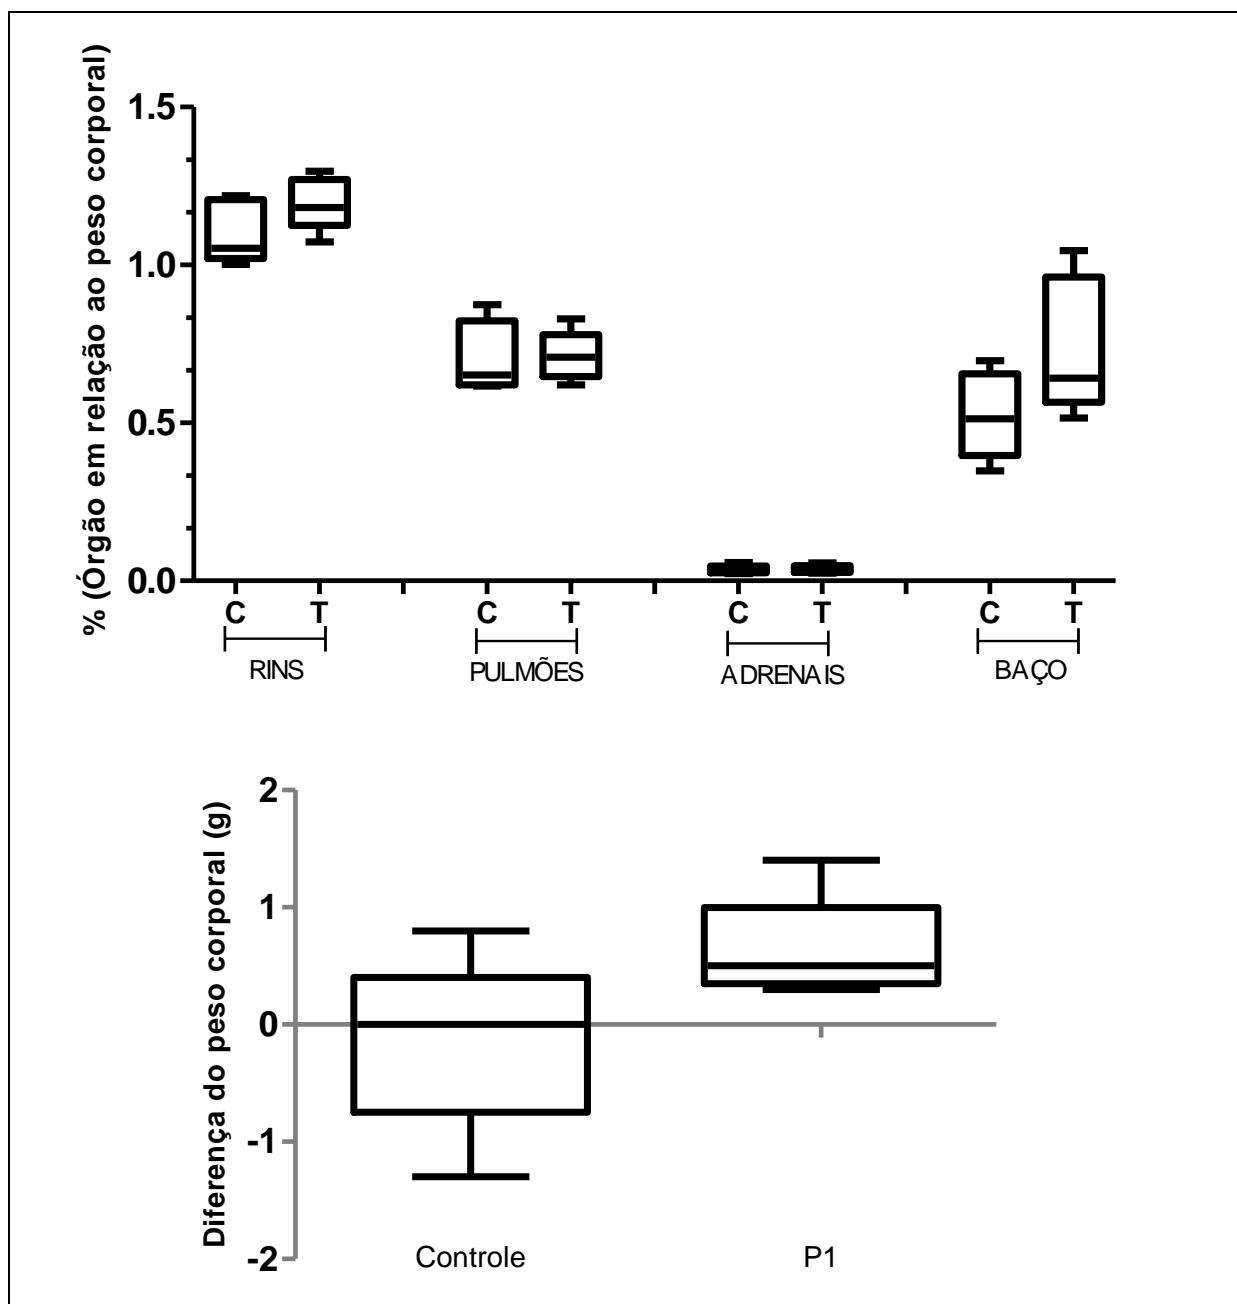 % (Órgão em relação ao peso corporal)
1.5
1.0
0.5
0.0
C T C T C T C T
RINS PULMÕES ADRENAIS BAÇO
Diferença do peso corporal (g)
2
1
0
-1
-2
Controle P1